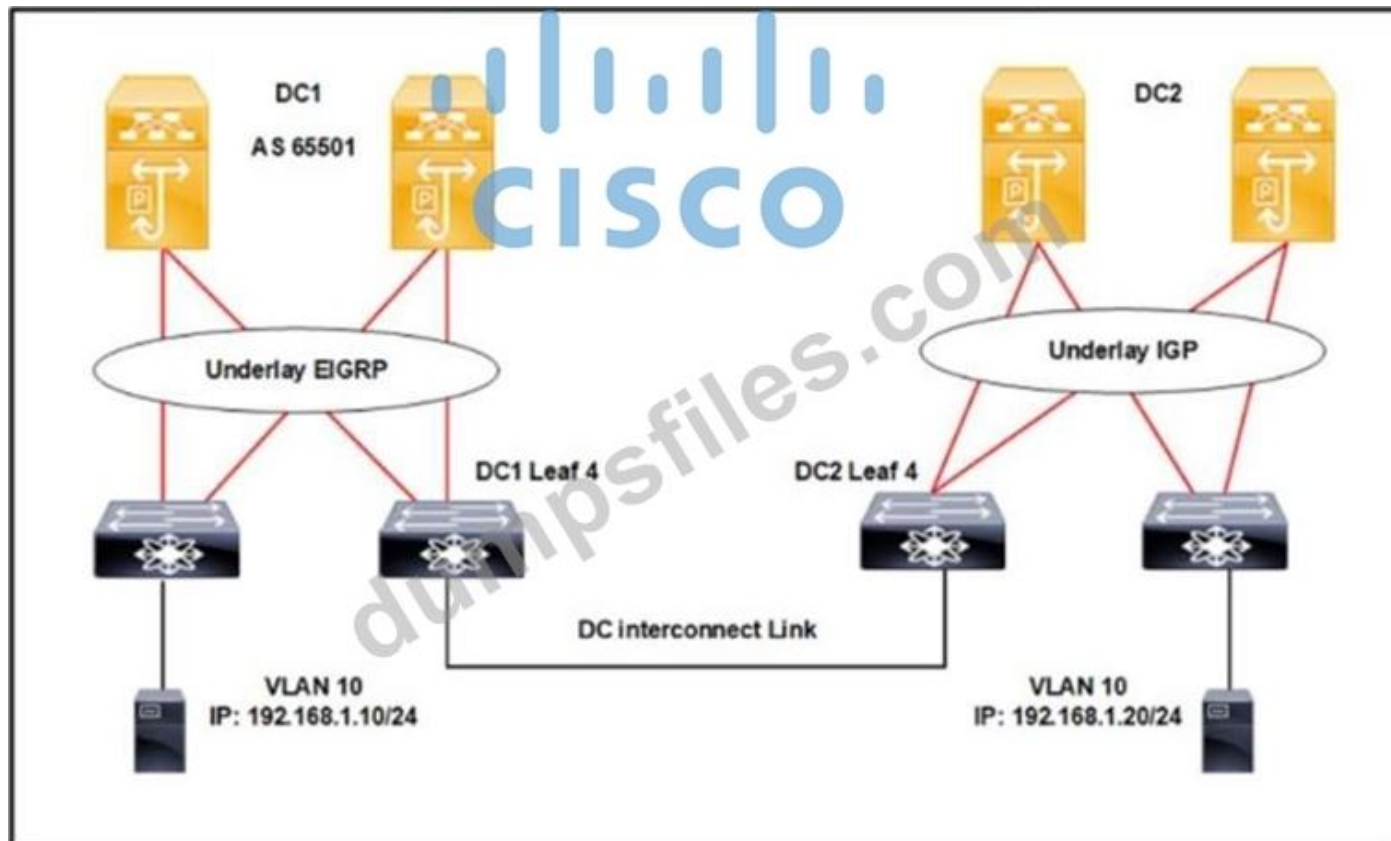 CISCO
DC1
AS 65501
DC2
Underlay EIGRP
Underlay IGP
DC1 Leaf 4
DC2 Leaf 4
DC interconnect Link
VLAN 10
IP: 192.168.1.10/24
VLAN 10
IP: 192.168.1.20/24
P
P
P
P
dumpsfiles.com